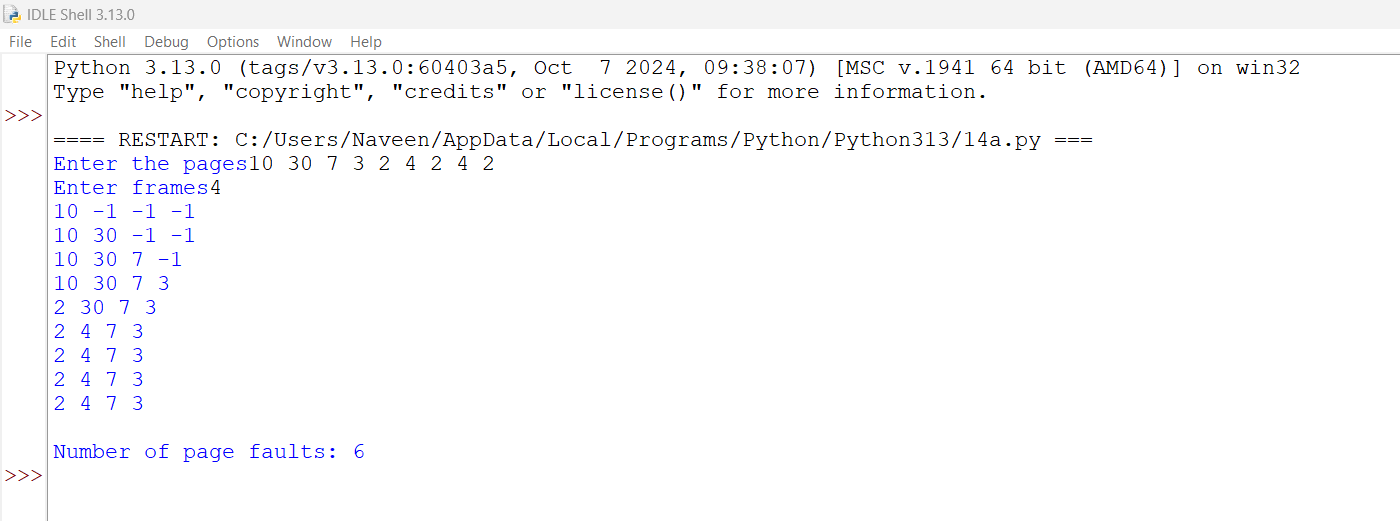 IDLE Shell 3.13.0
File Edit Shell Debug Options Window Help
Python 3.13.0 (tags/v3.13.0:60403a5, Oct  7 2024, 09:38:07) [MSC v.1941 64 bit (AMD64)] on win32
Type "help", "copyright", "credits" or "license()" for more information.
>>>
==== RESTART: C:/Users/Naveen/AppData/Local/Programs/Python/Python313/14a.py ===
Enter the pages10 30 7 3 2 4 2 4 2
Enter frames4
10 -1 -1 -1
10 30 -1 -1
10 30 7 -1
10 30 7 3
2 30 7 3
2 4 7 3
2 4 7 3
2 4 7 3
2 4 7 3
Number of page faults: 6
>>>